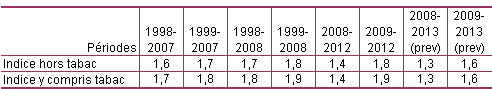 Périodes 1998-2007 1999-2007 1998-2008 1999-2008 2008-2012 2009-2012 2008-2013 (prev) 2009-2013 (prev)
Indice hors tabac 1,6 1,7 1,7 1,8 1,4 1,8 1,3 1,6
Indice y compris tabac 1,7 1,8 1,8 1,9 1,4 1,9 1,3 1,6